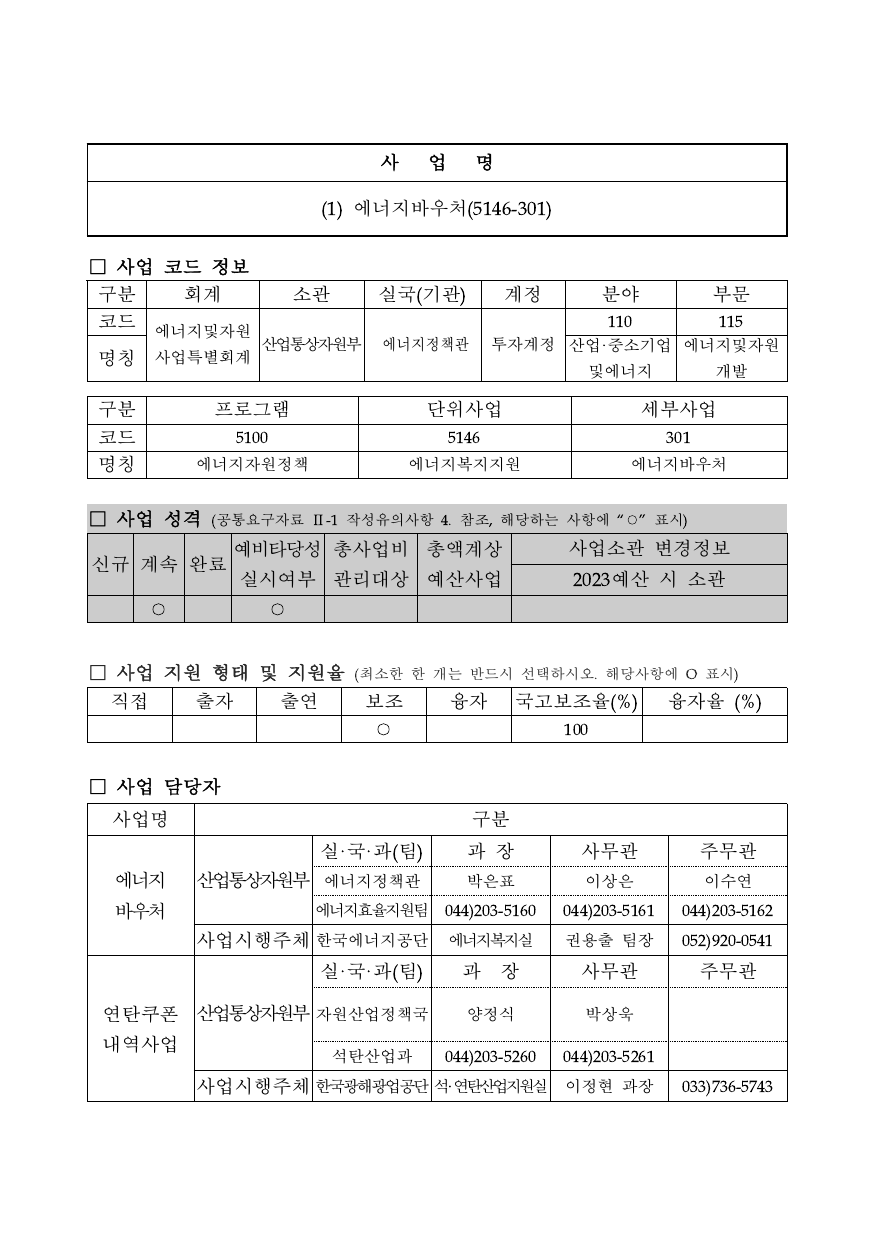 사 업 명
(1) 에너지바우처(5146-301)
□ 사업 코드 정보
구분 회계 소관 실국(기관) 계정 분야 부문
코드 에너지및자원 산업통상자원부 에너지정책관 투자계정 110 115
명칭 사업특별회계 산업·중소기업 에너지및자원
및에너지 개발
구분 프로그램 단위사업 세부사업
코드 5100 5146 301
명칭 에너지자원정책 에너지복지지원 에너지바우처
□ 사업 성격 (공통요구자료 Ⅱ-1 작성유의사항 4. 참조, 해당하는 사항에 “○” 표시)
신규 계속 완료 예비타당성 총사업비 총액계상 사업소관 변경정보
실시여부 관리대상 예산사업 2023예산 시 소관
○ ○
□ 사업 지원 형태 및 지원율 (최소한 한 개는 반드시 선택하시오. 해당사항에 O 표시)
직접 출자 출연 보조 융자 국고보조율(%) 융자율 (%)
○ 100
□ 사업 담당자
사업명 구분
실·국·과(팀) 과 장 사무관 주무관
에너지 산업통상자원부 에너지정책관 박은표 이상은 이수연
바우처 에너지효율지원팀 044)203-5160 044)203-5161 044)203-5162
사업시행주체 한국에너지공단 에너지복지실 권용출 팀장 052)920-0541
실·국·과(팀) 과 장 사무관 주무관
연탄쿠폰 산업통상자원부 자원산업정책국 양정식 박상욱
내역사업
석탄산업과 044)203-5260 044)203-5261
사업시행주체 한국광해광업공단 석·연탄산업지원실 이정현 과장 033)736-5743